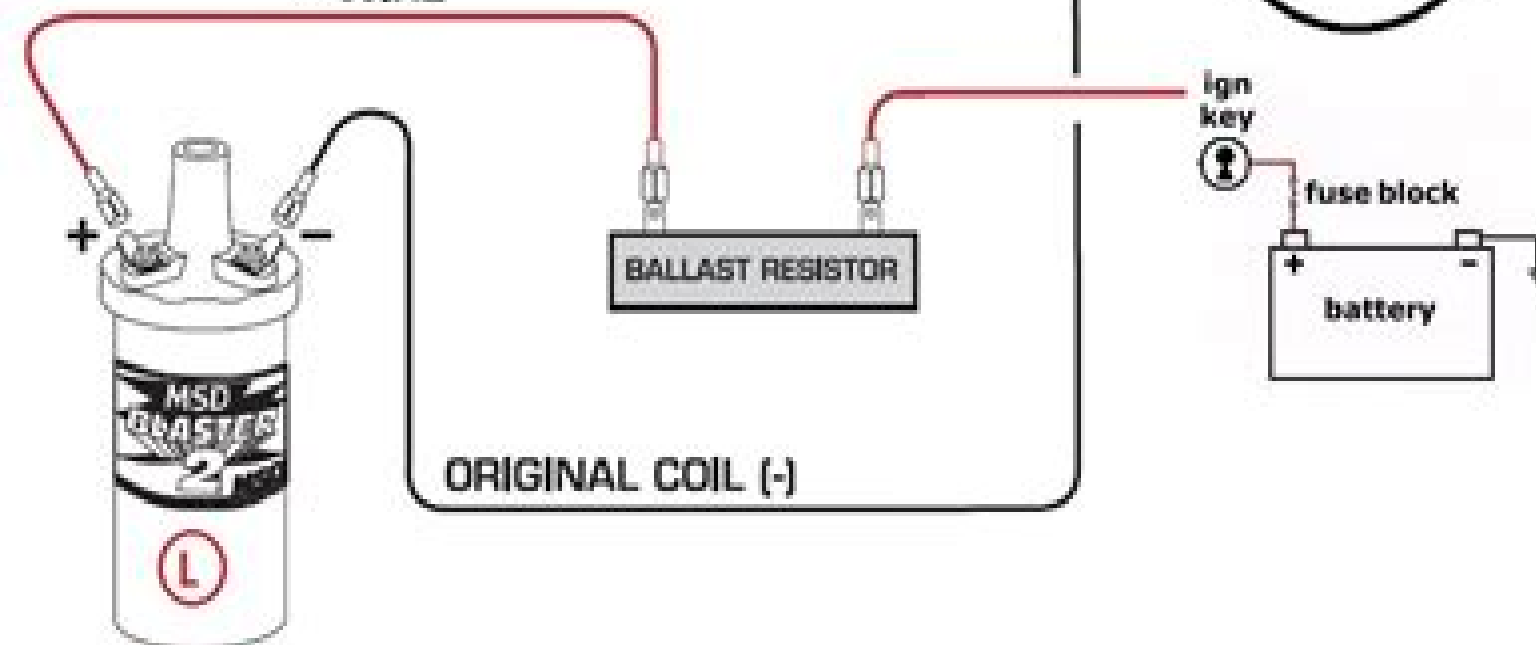 ign
key
fuse block
+
-
BALLAST RESISTOR
+ -
battery
MSD
BLASTER
2
ORIGINAL COIL (-)
L